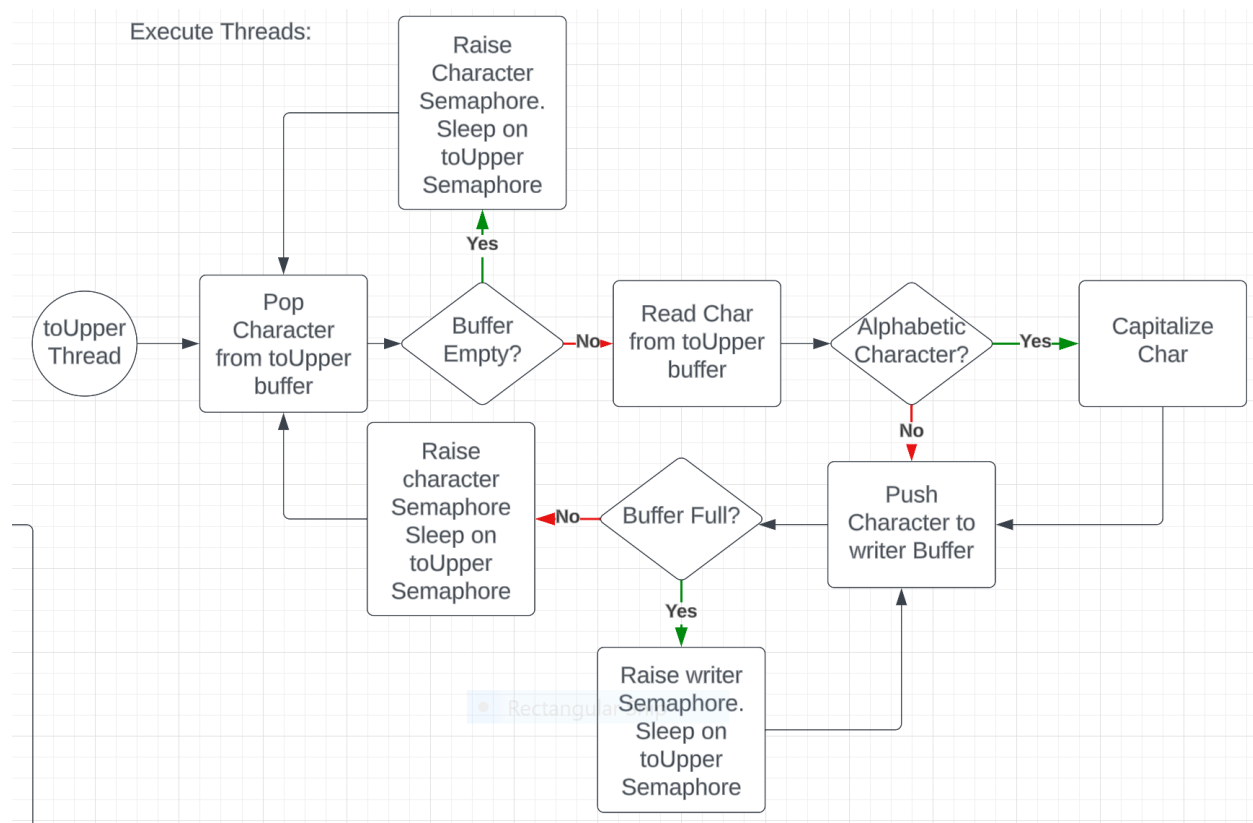 Execute Threads:
Raise
Character
Semaphore.
Sleep on
toUpper
Semaphore
Yes
toUpper
Thread
Pop
Character
from toUpper
buffer
Buffer
Empty?
No
Read Char
from toUpper
buffer
Alphabetic
Character?
Yes
Capitalize
Char
No
Push
Character to
writer Buffer
Buffer Full?
No
Raise
character
Semaphore
Sleep on
toUpper
Semaphore
Yes
Raise writer
Semaphore.
Sleep on
toUpper
Semaphore
Rectangular